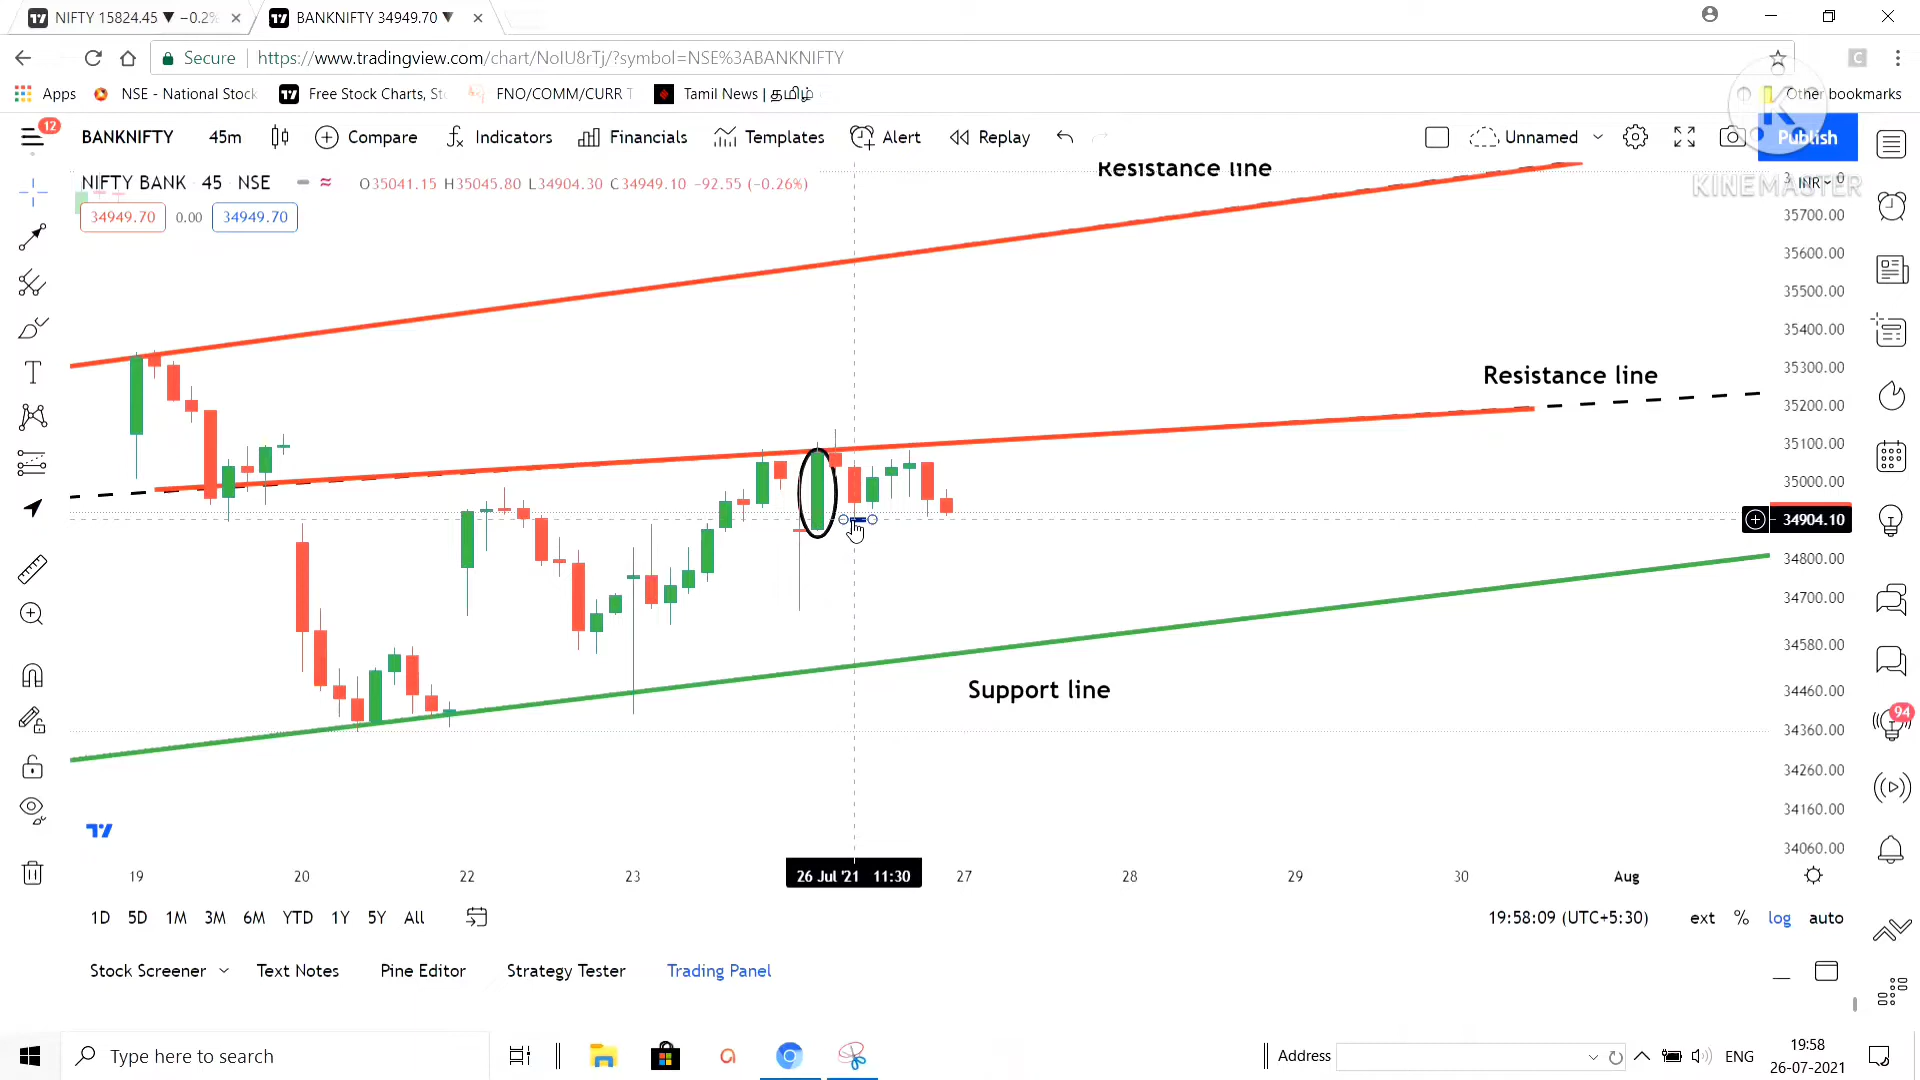 NIFTY 15824.45 ▼ −0.2%
BANKNIFTY 34949.70 ▼
Secure
https://www.tradingview.com/chart/NoIU8rTj/?symbol=NSE%3ABANKNIFTY
Apps
NSE - National Stock
Free Stock Charts, St
FNO/COMM/CURR T
Tamil News | தமிழ்
Other bookmarks
12
BANKNIFTY
45m
Compare
Indicators
Financials
Templates
Alert
Replay
Unnamed
Publish
KINEMASTER
NIFTY BANK 45 NSE
O35041.15 H35045.80 L34904.30 C34949.10 −92.55 (−0.26%)
34949.70 0.00 34949.70
Resistance line
Resistance line
Support line
INR
35700.00
35600.00
35500.00
35400.00
35300.00
35200.00
35100.00
35000.00
34904.10
34800.00
34700.00
34580.00
34460.00
34360.00
34260.00
34160.00
34060.00
94
19 20 22 23 26 Jul '21 11:30 27 28 29 30 Aug
1D 5D 1M 3M 6M YTD 1Y 5Y All
19:58:09 (UTC+5:30) ext % log auto
Stock Screener
Text Notes
Pine Editor
Strategy Tester
Trading Panel
Type here to search
Address
ENG
19:58
26-07-2021